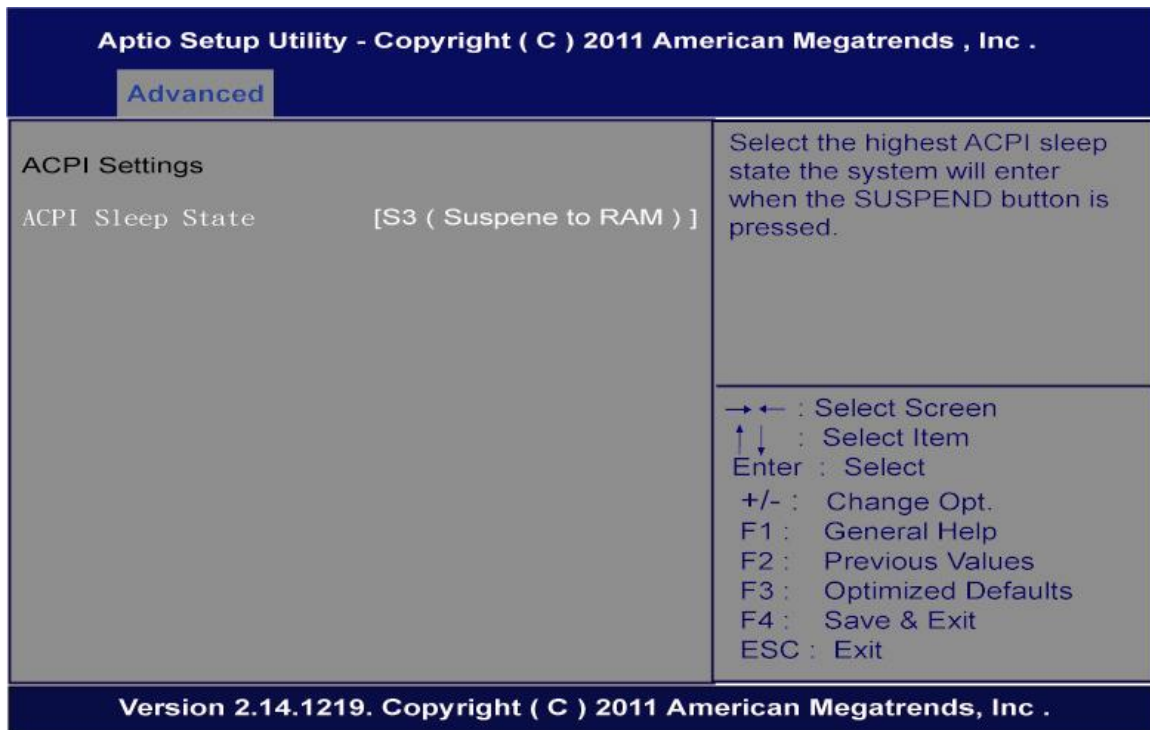 Aptio Setup Utility - Copyright ( C ) 2011 American Megatrends , Inc .
Advanced
ACPI Settings
ACPI Sleep State [S3 ( Suspene to RAM ) ]
Select the highest ACPI sleep
state the system will enter
when the SUSPEND button is
pressed.
→ ← : Select Screen
↑ ↓ : Select Item
Enter : Select
+/- : Change Opt.
F1 : General Help
F2 : Previous Values
F3 : Optimized Defaults
F4 : Save & Exit
ESC : Exit
Version 2.14.1219. Copyright ( C ) 2011 American Megatrends, Inc .